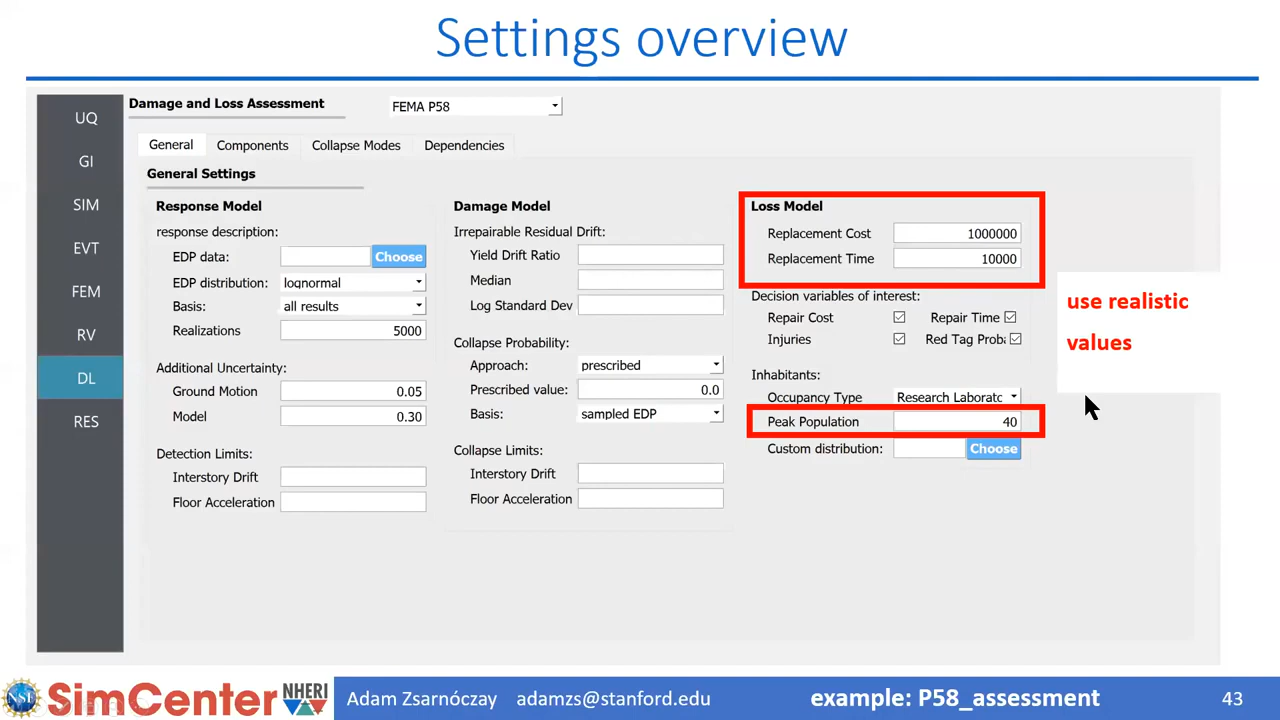 Settings overview
UQ
GI
SIM
EVT
FEM
RV
DL
RES
Damage and Loss Assessment
FEMA P58
General
Components
Collapse Modes
Dependencies
General Settings
Response Model
response description:
EDP data:
Choose
EDP distribution:
lognormal
Basis:
all results
Realizations
5000
Additional Uncertainty:
Ground Motion
0.05
Model
0.30
Detection Limits:
Interstory Drift
Floor Acceleration
Damage Model
Irrepairable Residual Drift:
Yield Drift Ratio
Median
Log Standard Dev
Collapse Probability:
Approach:
prescribed
Prescribed value:
0.0
Basis:
sampled EDP
Collapse Limits:
Interstory Drift
Floor Acceleration
Loss Model
Replacement Cost
1000000
Replacement Time
10000
Decision variables of interest:
Repair Cost
Repair Time
Injuries
Red Tag Proba
Inhabitants:
Occupancy Type
Research Laborato
Peak Population
40
Custom distribution:
Choose
use realistic
values
NSF
SimCenter
NHERI
Adam Zsarnóczay adamzs@stanford.edu
example: P58_assessment
43